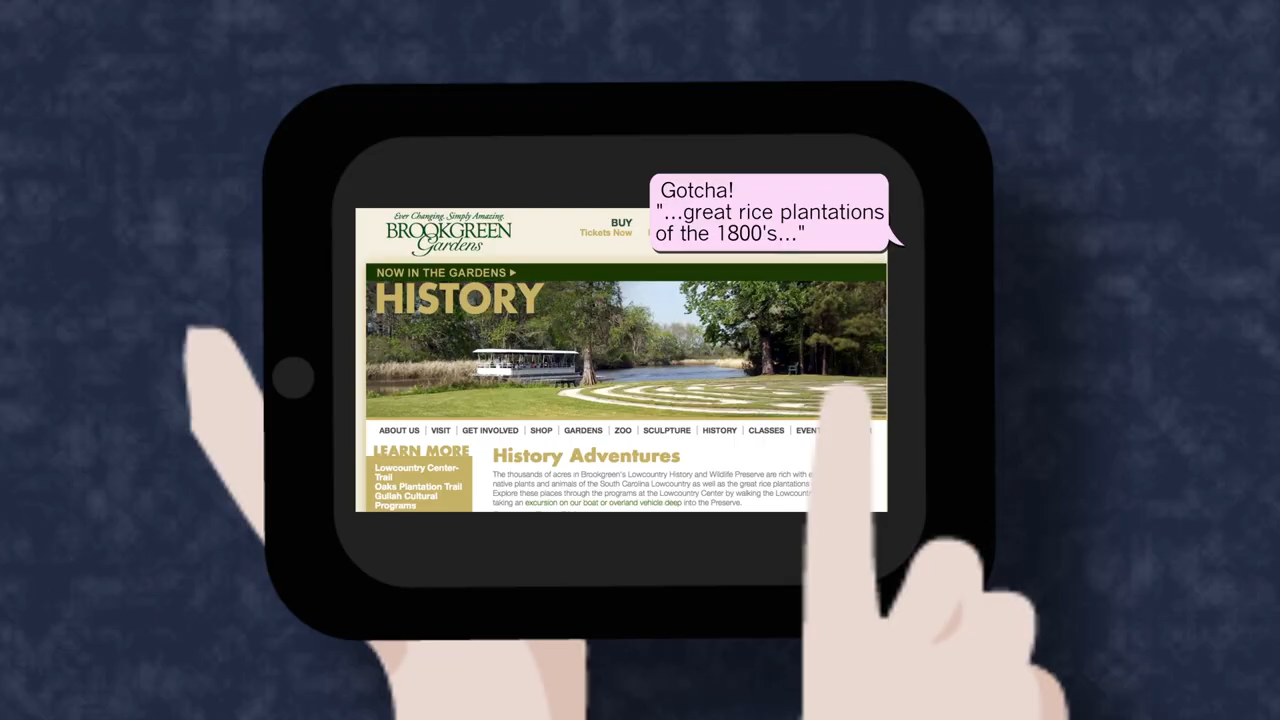 Gotcha!
"...great rice plantations
of the 1800's..."
Ever Changing. Simply Amazing.
BROOKGREEN
Gardens
BUY
Tickets Now
NOW IN THE GARDENS
HISTORY
ABOUT US | VISIT | GET INVOLVED | SHOP | GARDENS | ZOO | SCULPTURE | HISTORY | CLASSES | EVEN
LEARN MORE
Lowcountry Center-
Trail
Oaks Plantation Trail
Gullah Cultural
Programs
History Adventures
The thousands of acres in Brookgreen's Lowcountry History and Wildlife Preserve are rich with
native plants and animals of the South Carolina Lowcountry as well as the great rice plantations
Explore these places through the programs at the Lowcountry Center by walking the Lowcount
taking an excursion on our boat or overland vehicle deep into the Preserve.